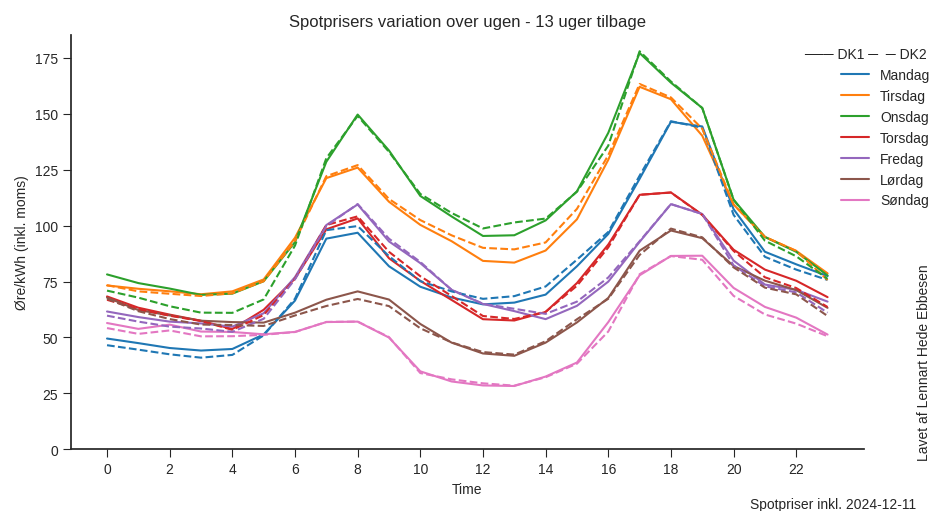 Spotprisers variation over ugen - 13 uger tilbage
DK1 DK2
Mandag
Tirsdag
Onsdag
Torsdag
Fredag
Lørdag
Søndag
Øre/kWh (inkl. moms)
175
150
125
100
75
50
25
0
0 2 4 6 8 10 12 14 16 18 20 22
Time
Lavet af Lennart Hede Ebbesen
Spotpriser inkl. 2024-12-11